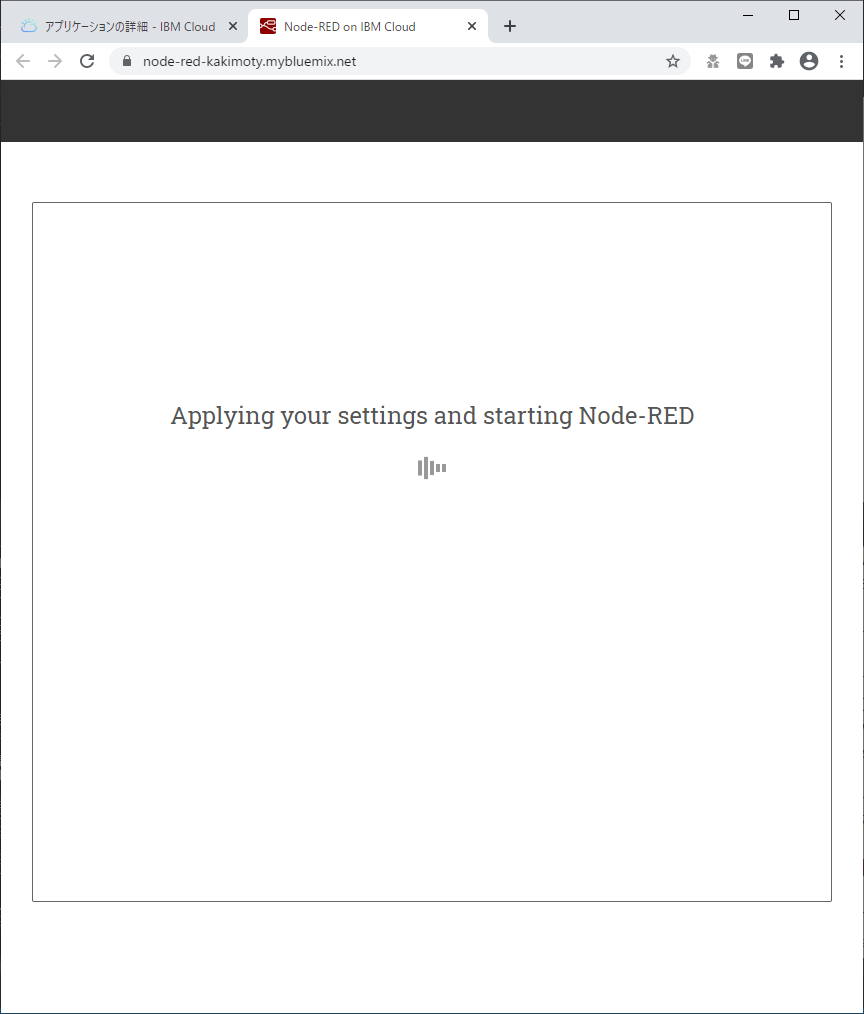 アプリケーションの詳細 - IBM Cloud
Node-RED on IBM Cloud
node-red-kakimoty.mybluemix.net
LINE
Applying your settings and starting Node-RED